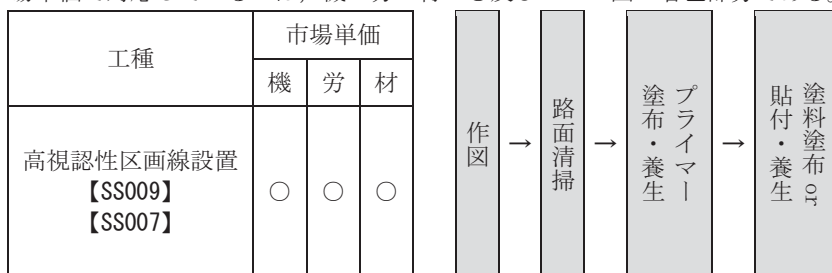 工種
市場単価
機 労 材
高視認性区画線設置
【SS009】
【SS007】
○ ○ ○
作図
→
路面清掃
→
プライマー
塗布・養生
→
塗料塗布 or
貼付・養生